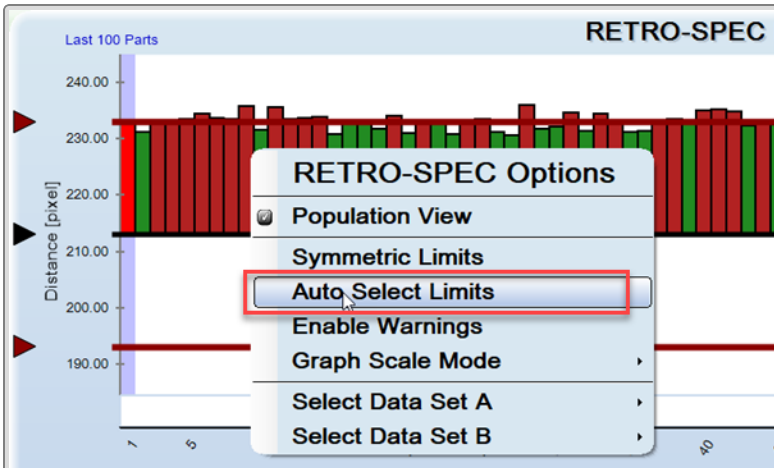 RETRO-SPEC
Last 100 Parts
240.00
230.00
220.00
210.00
200.00
190.00
Distance [pixel]
RETRO-SPEC Options
Population View
Symmetric Limits
Auto Select Limits
Enable Warnings
Graph Scale Mode
Select Data Set A
Select Data Set B
1
5
40